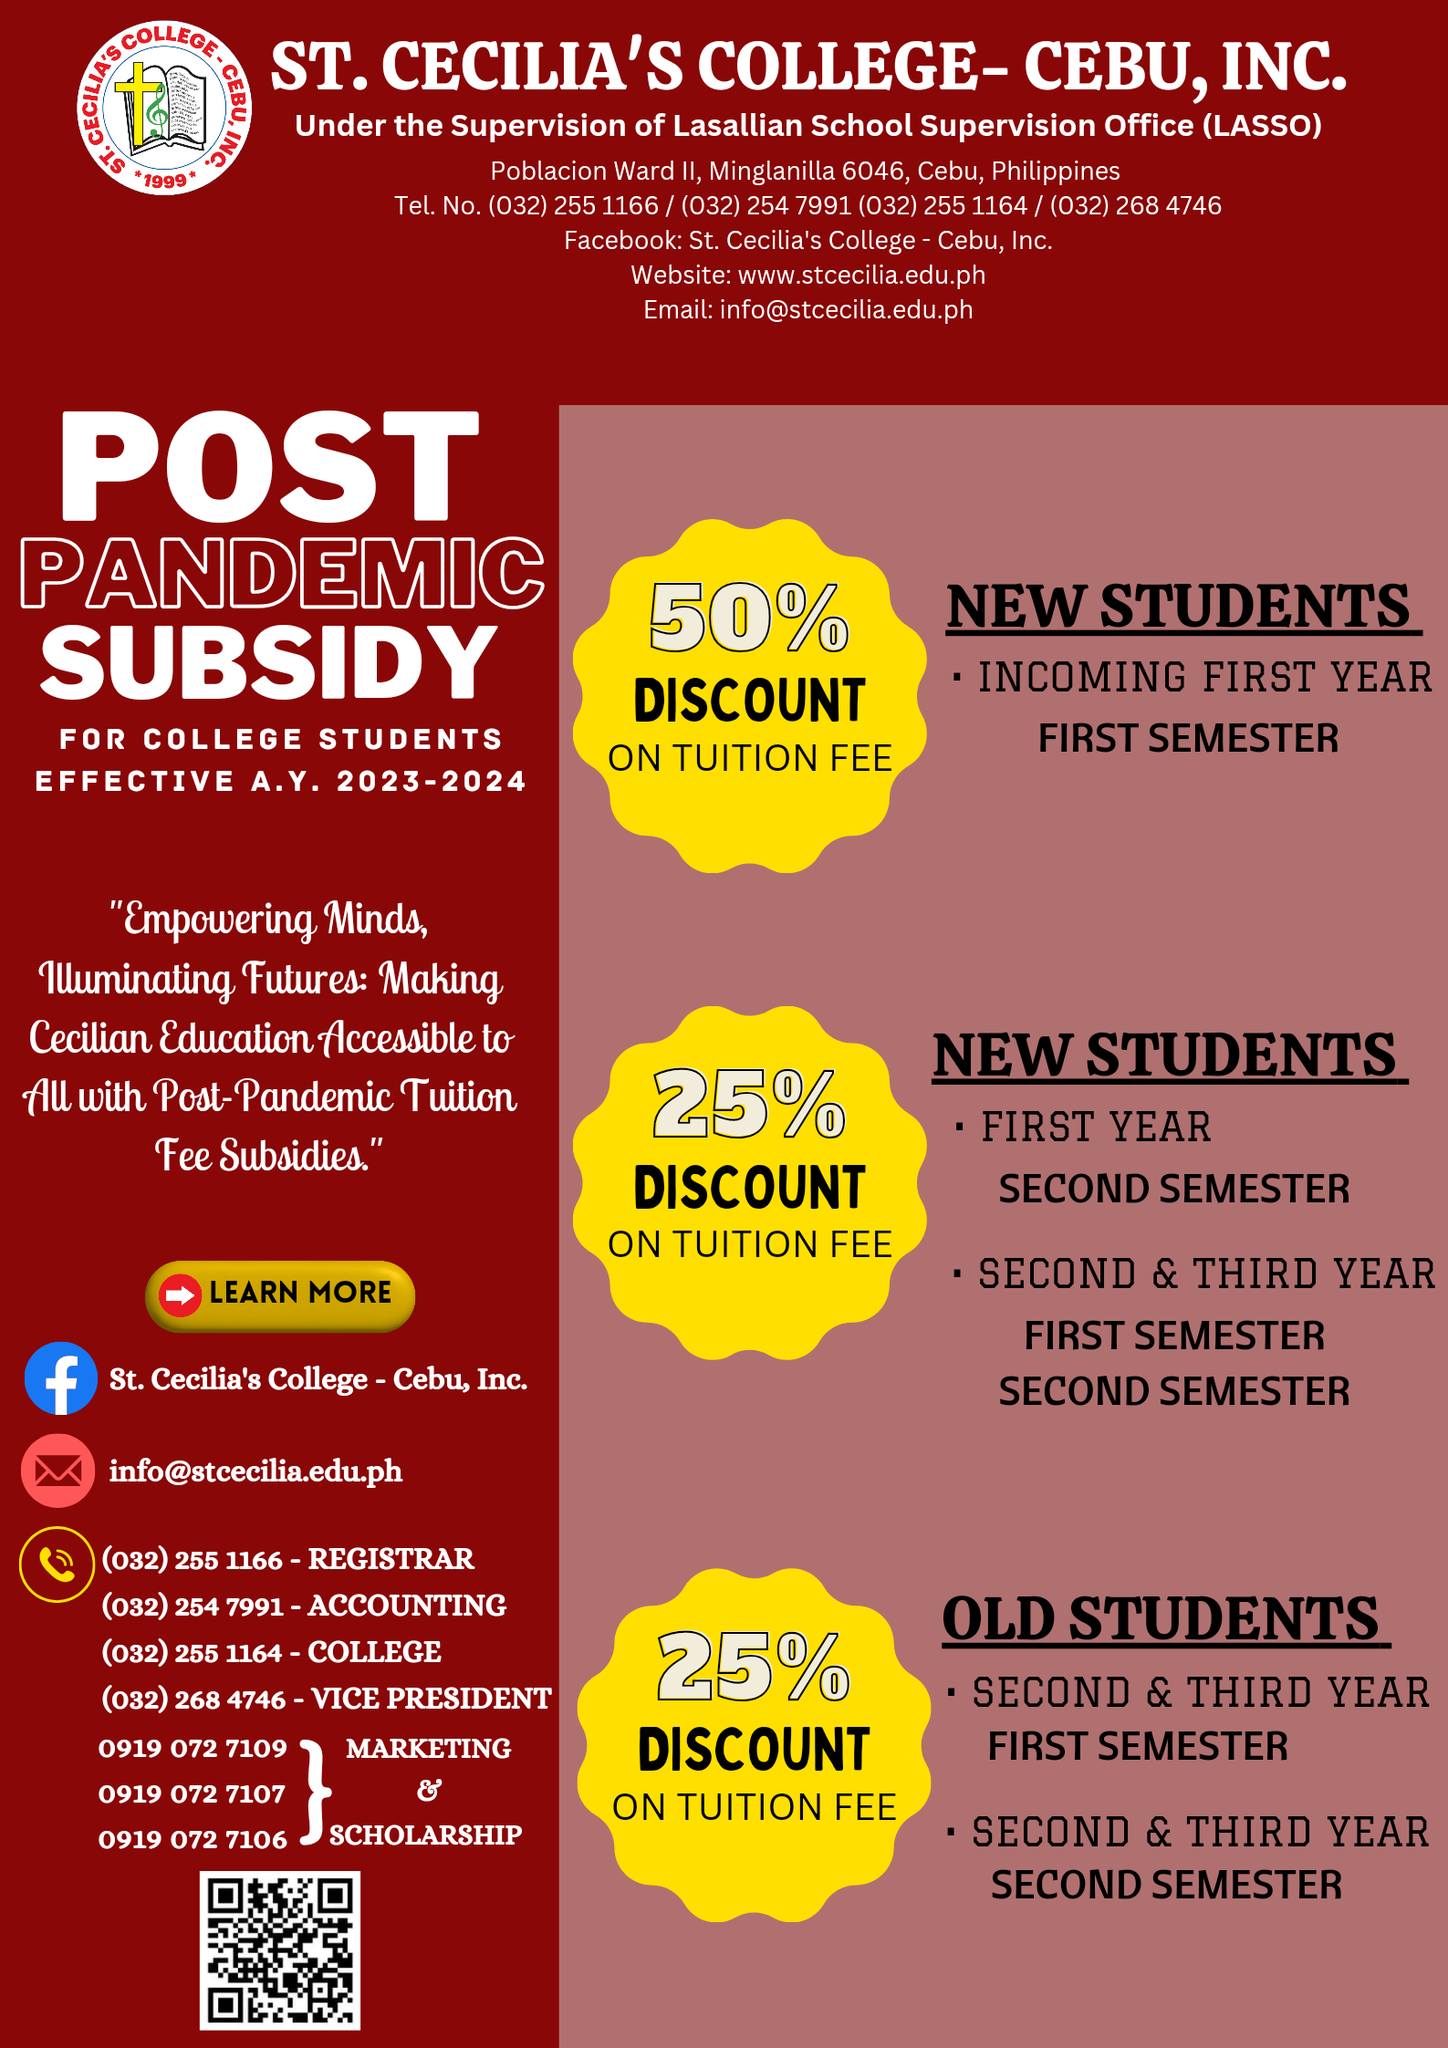 ST. CECILIA'S COLLEGE - CEBU, INC.
* 1999 *
ST. CECILIA'S COLLEGE- CEBU, INC.
Under the Supervision of Lasallian School Supervision Office (LASSO)
Poblacion Ward II, Minglanilla 6046, Cebu, Philippines
Tel. No. (032) 255 1166 / (032) 254 7991 (032) 255 1164 / (032) 268 4746
Facebook: St. Cecilia's College - Cebu, Inc.
Website: www.stcecilia.edu.ph
Email: info@stcecilia.edu.ph
POST
PANDEMIC
SUBSIDY
FOR COLLEGE STUDENTS
EFFECTIVE A.Y. 2023-2024
"Empowering Minds,
Illuminating Futures: Making
Cecilian Education Accessible to
All with Post-Pandemic Tuition
Fee Subsidies."
LEARN MORE
St. Cecilia's College - Cebu, Inc.
info@stcecilia.edu.ph
(032) 255 1166 - REGISTRAR
(032) 254 7991 - ACCOUNTING
(032) 255 1164 - COLLEGE
(032) 268 4746 - VICE PRESIDENT
0919 072 7109
0919 072 7107
0919 072 7106
} MARKETING
&
SCHOLARSHIP
50%
DISCOUNT
ON TUITION FEE
NEW STUDENTS
· INCOMING FIRST YEAR
FIRST SEMESTER
25%
DISCOUNT
ON TUITION FEE
NEW STUDENTS
· FIRST YEAR
SECOND SEMESTER
· SECOND & THIRD YEAR
FIRST SEMESTER
SECOND SEMESTER
25%
DISCOUNT
ON TUITION FEE
OLD STUDENTS
· SECOND & THIRD YEAR
FIRST SEMESTER
· SECOND & THIRD YEAR
SECOND SEMESTER